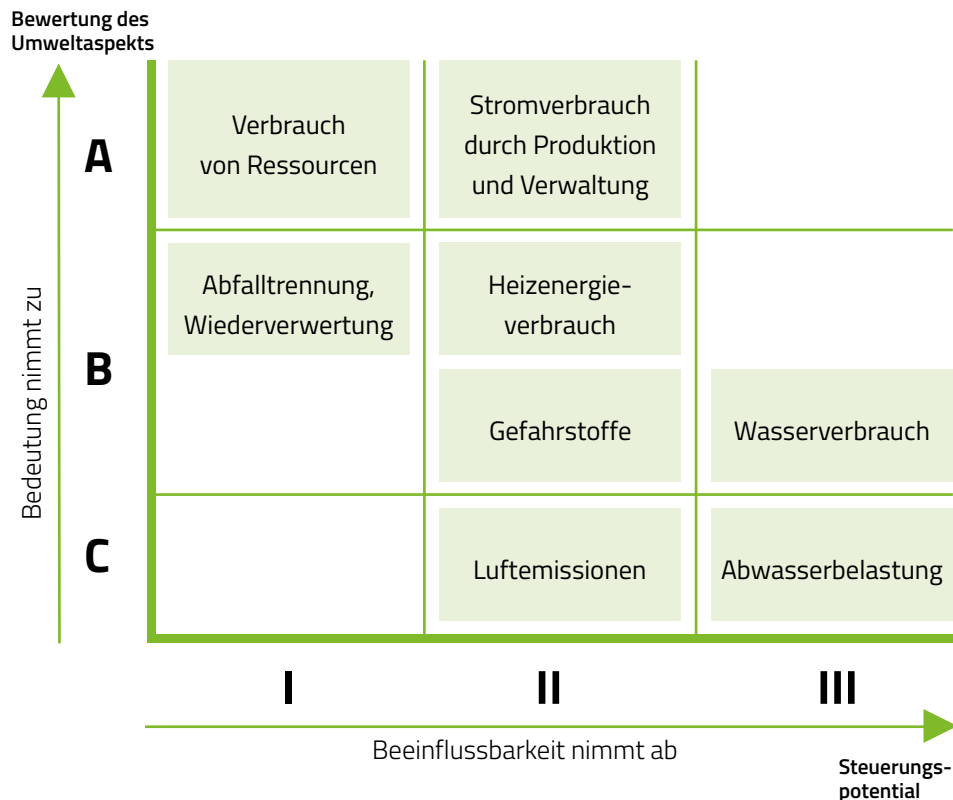 Bewertung des
Umweltaspekts
Bedeutung nimmt zu
A
Verbrauch
von Ressourcen
Stromverbrauch
durch Produktion
und Verwaltung
B
Abfalltrennung,
Wiederverwertung
Heizenergie-
verbrauch
Gefahrstoffe
Wasserverbrauch
C
Luftemissionen
Abwasserbelastung
I
II
III
Beeinflussbarkeit nimmt ab
Steuerungs-
potential